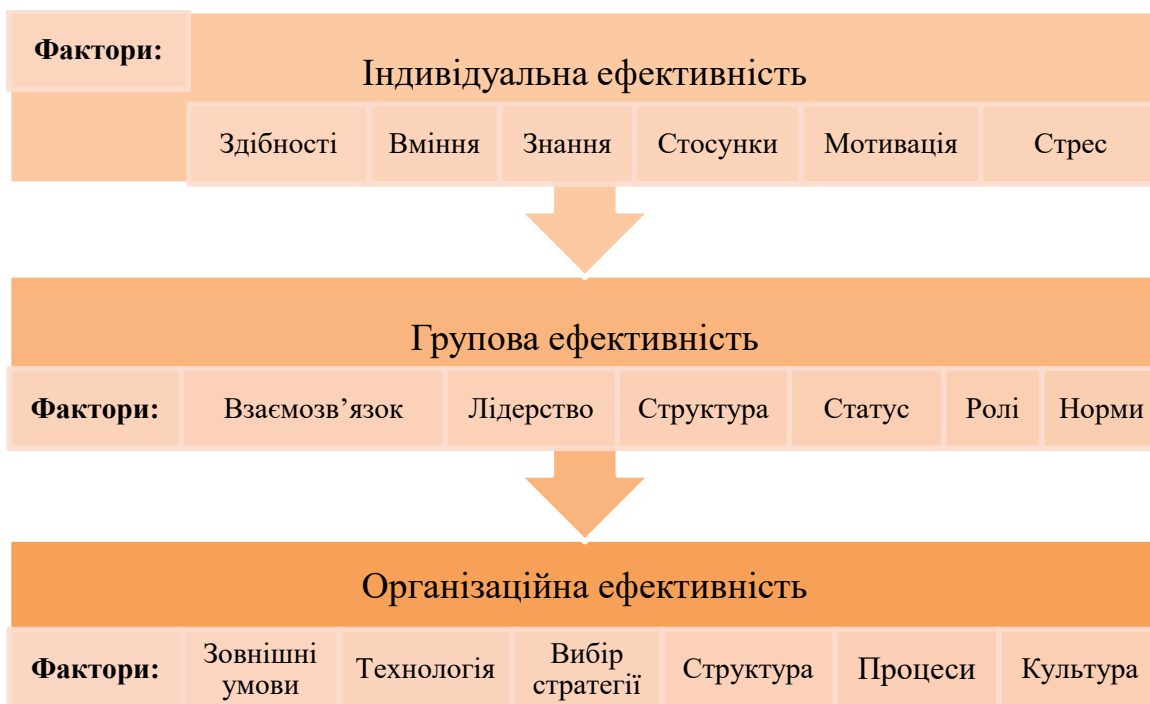 Фактори:
Індивідуальна ефективність
Здібності Вміння Знання Стосунки Мотивація Стрес
Групова ефективність
Фактори: Взаємозв’язок Лідерство Структура Статус Ролі Норми
Організаційна ефективність
Фактори: Зовнішні умови Технологія Вибір стратегії Структура Процеси Культура